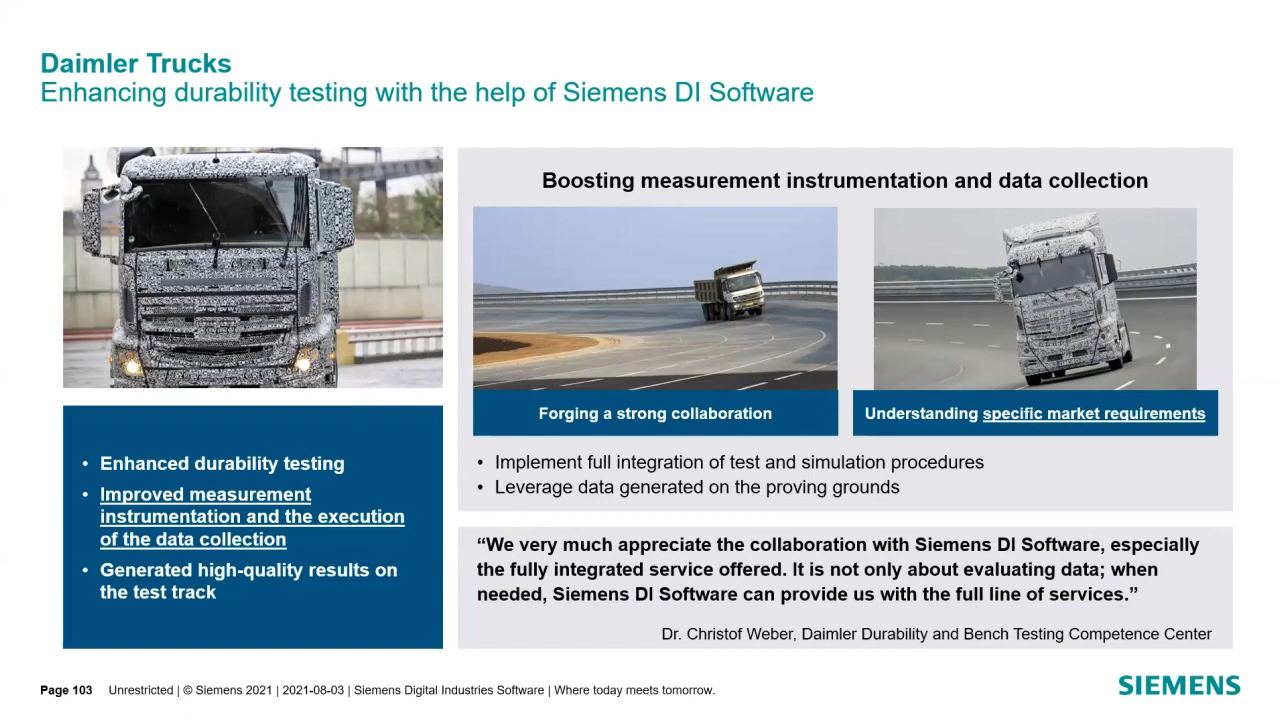 Daimler Trucks
Enhancing durability testing with the help of Siemens DI Software
• Enhanced durability testing
• Improved measurement
instrumentation and the execution
of the data collection
• Generated high-quality results on
the test track
Boosting measurement instrumentation and data collection
Forging a strong collaboration
Understanding specific market requirements
• Implement full integration of test and simulation procedures
• Leverage data generated on the proving grounds
“We very much appreciate the collaboration with Siemens DI Software, especially
the fully integrated service offered. It is not only about evaluating data; when
needed, Siemens DI Software can provide us with the full line of services.”
Dr. Christof Weber, Daimler Durability and Bench Testing Competence Center
Page 103 Unrestricted | © Siemens 2021 | 2021-08-03 | Siemens Digital Industries Software | Where today meets tomorrow.
SIEMENS